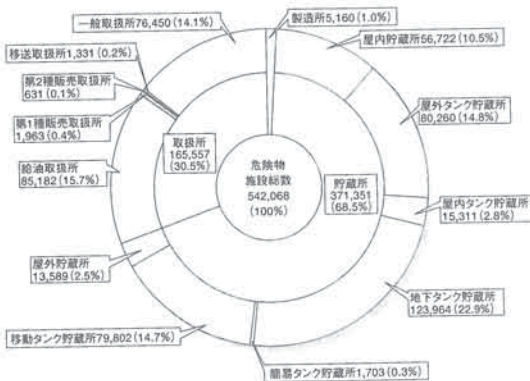 一般取扱所76,450(14.1%)
製造所5,160(1.0%)
屋内貯蔵所56,722(10.5%)
移送取扱所1,331(0.2%)
第2種販売取扱所
631(0.1%)
第1種販売取扱所
1,963(0.4%)
給油取扱所
85,182(15.7%)
屋外タンク貯蔵所
80,260(14.8%)
取扱所
165,557
(30.5%)
危険物
施設総数
542,068
(100%)
貯蔵所
371,351
(68.5%)
屋内タンク貯蔵所
15,311(2.8%)
屋外貯蔵所
13,589(2.5%)
地下タンク貯蔵所
123,964(22.9%)
移動タンク貯蔵所79,802(14.7%)
簡易タンク貯蔵所1,703(0.3%)